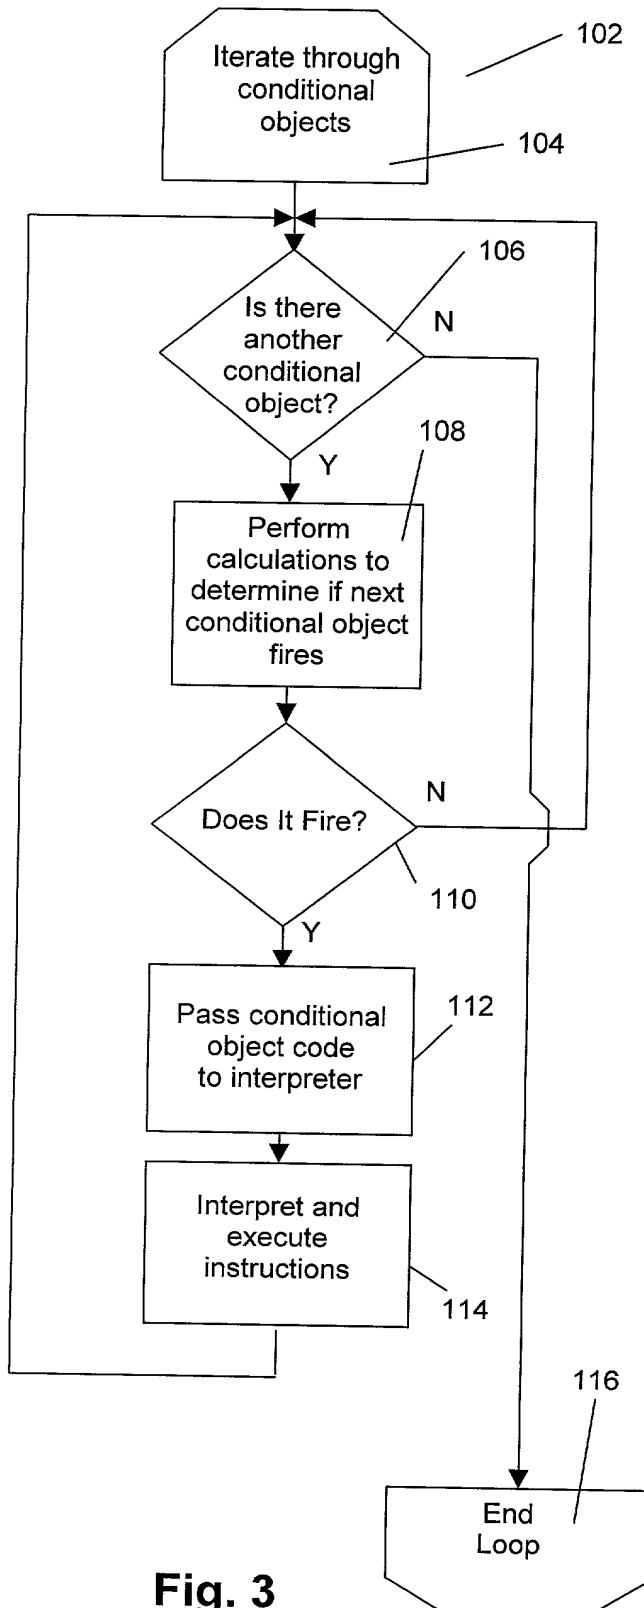 Iterate through
conditional
objects
102
104
106
Is there
another
conditional
object?
N
Y
108
Perform
calculations to
determine if next
conditional object
fires
Does It Fire?
N
110
Y
Pass conditional
object code
to interpreter
112
Interpret and
execute
instructions
114
116
End
Loop
Fig. 3